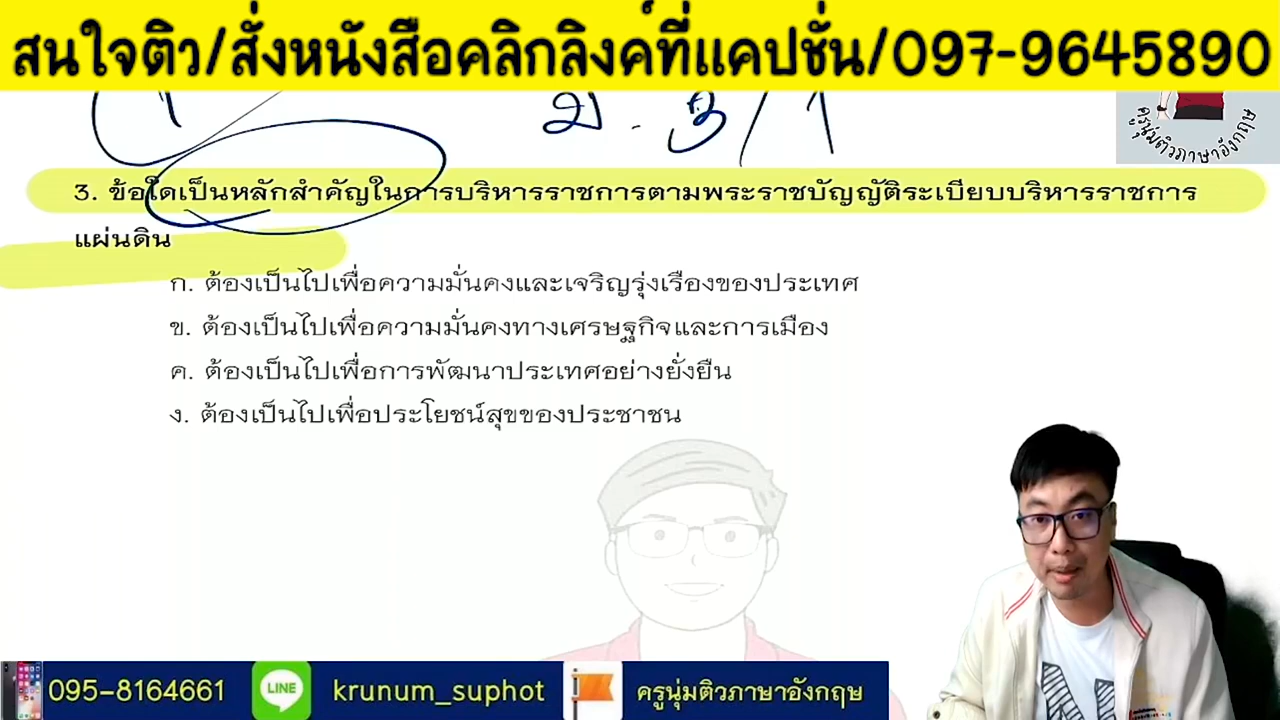 สนใจติว/สั่งหนังสือคลิกลิงค์ที่แคปชั่น/097-9645890
1 ม. 3/1
ครูนุ่มติวภาษาอังกฤษ
3. ข้อใดเป็นหลักสำคัญในการบริหารราชการตามพระราชบัญญัติระเบียบบริหารราชการ
แผ่นดิน
ก. ต้องเป็นไปเพื่อความมั่นคงและเจริญรุ่งเรืองของประเทศ
ข. ต้องเป็นไปเพื่อความมั่นคงทางเศรษฐกิจและการเมือง
ค. ต้องเป็นไปเพื่อการพัฒนาประเทศอย่างยั่งยืน
ง. ต้องเป็นไปเพื่อประโยชน์สุขของประชาชน
095-8164661 LINE krunum_suphot ครูนุ่มติวภาษาอังกฤษ